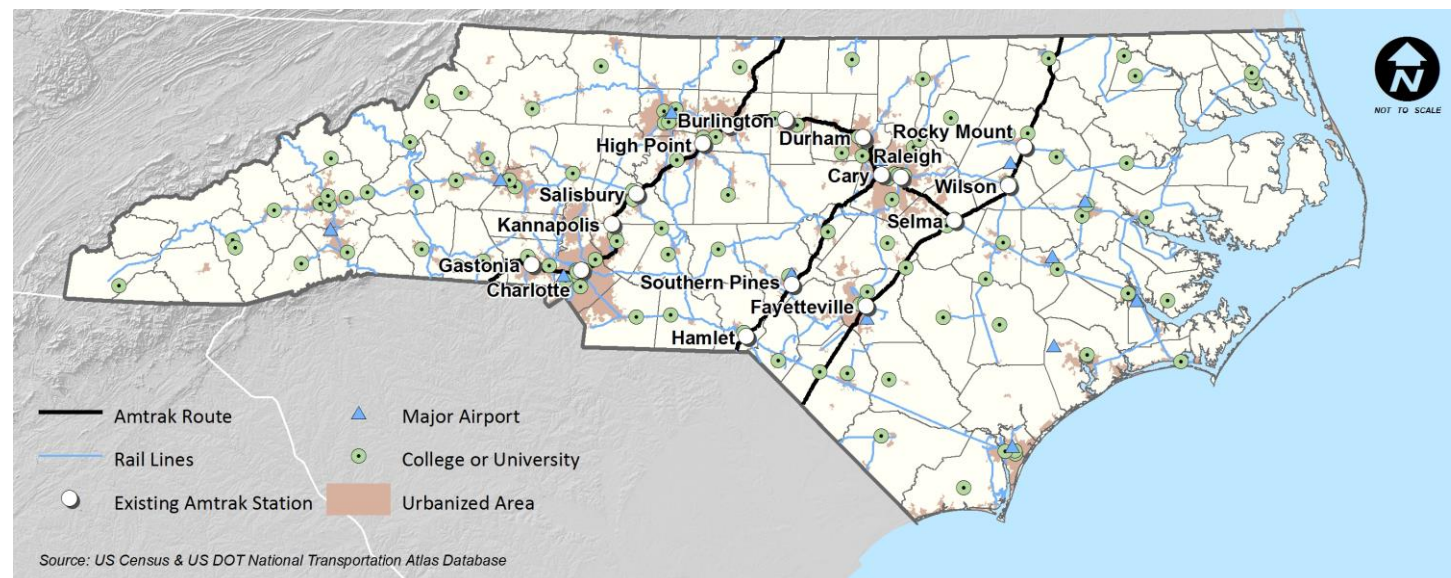 N
NOT TO SCALE
Burlington
Rocky Mount
High Point
Durham
Raleigh
Cary
Salisbury
Wilson
Kannapolis
Selma
Gastonia
Charlotte
Southern Pines
Fayetteville
Hamlet
Amtrak Route
Major Airport
Rail Lines
College or University
Existing Amtrak Station
Urbanized Area
Source: US Census & US DOT National Transportation Atlas Database